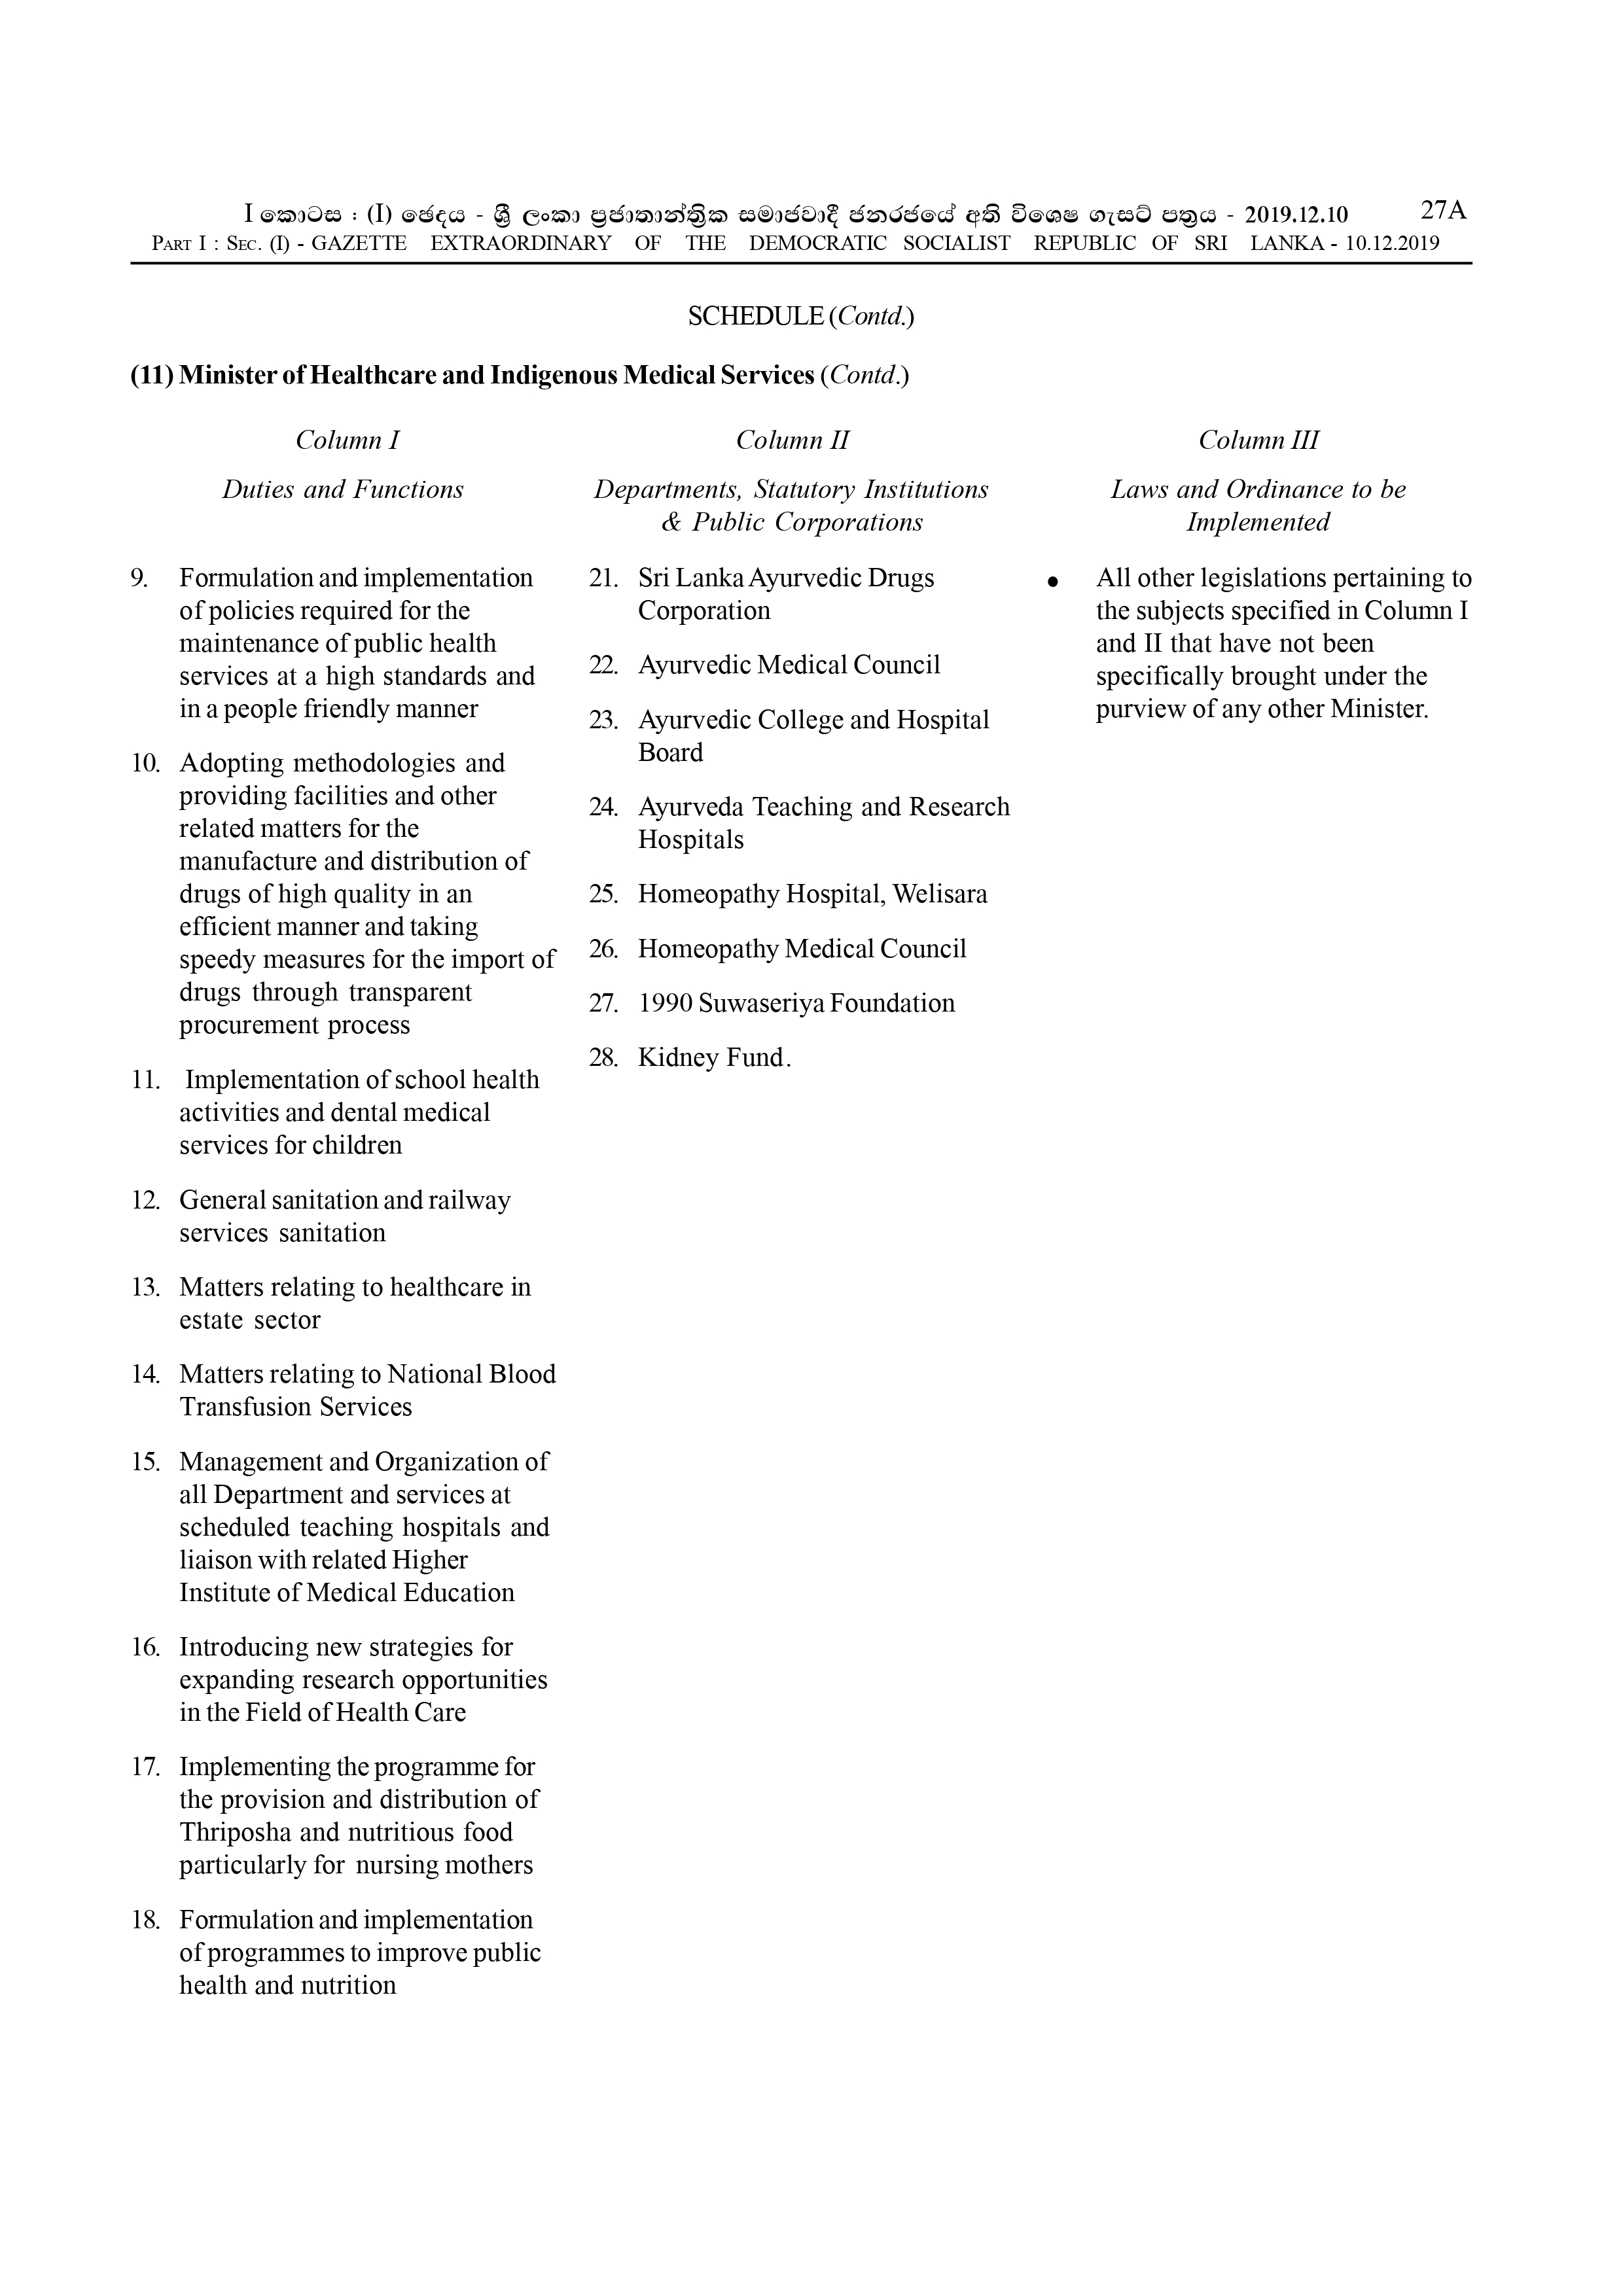 I කොටස : (I) ඡෙදය - ශ්‍රී ලංකා ප්‍රජාතාන්ත්‍රික සමාජවාදී ජනරජයේ අති විශෙෂ ගැසට් පත්‍රය - 2019.12.10 27A
PART I : SEC. (I) - GAZETTE EXTRAORDINARY OF THE DEMOCRATIC SOCIALIST REPUBLIC OF SRI LANKA - 10.12.2019
SCHEDULE (Contd.)
(11) Minister of Healthcare and Indigenous Medical Services (Contd.)
Column I
Duties and Functions
9. Formulation and implementation
of policies required for the
maintenance of public health
services at a high standards and
in a people friendly manner
10. Adopting methodologies and
providing facilities and other
related matters for the
manufacture and distribution of
drugs of high quality in an
efficient manner and taking
speedy measures for the import of
drugs through transparent
procurement process
11. Implementation of school health
activities and dental medical
services for children
12. General sanitation and railway
services sanitation
13. Matters relating to healthcare in
estate sector
14. Matters relating to National Blood
Transfusion Services
15. Management and Organization of
all Department and services at
scheduled teaching hospitals and
liaison with related Higher
Institute of Medical Education
16. Introducing new strategies for
expanding research opportunities
in the Field of Health Care
17. Implementing the programme for
the provision and distribution of
Thriposha and nutritious food
particularly for nursing mothers
18. Formulation and implementation
of programmes to improve public
health and nutrition
Column II
Departments, Statutory Institutions
& Public Corporations
21. Sri Lanka Ayurvedic Drugs
Corporation
22. Ayurvedic Medical Council
23. Ayurvedic College and Hospital
Board
24. Ayurveda Teaching and Research
Hospitals
25. Homeopathy Hospital, Welisara
26. Homeopathy Medical Council
27. 1990 Suwaseriya Foundation
28. Kidney Fund.
Column III
Laws and Ordinance to be
Implemented
● All other legislations pertaining to
the subjects specified in Column I
and II that have not been
specifically brought under the
purview of any other Minister.